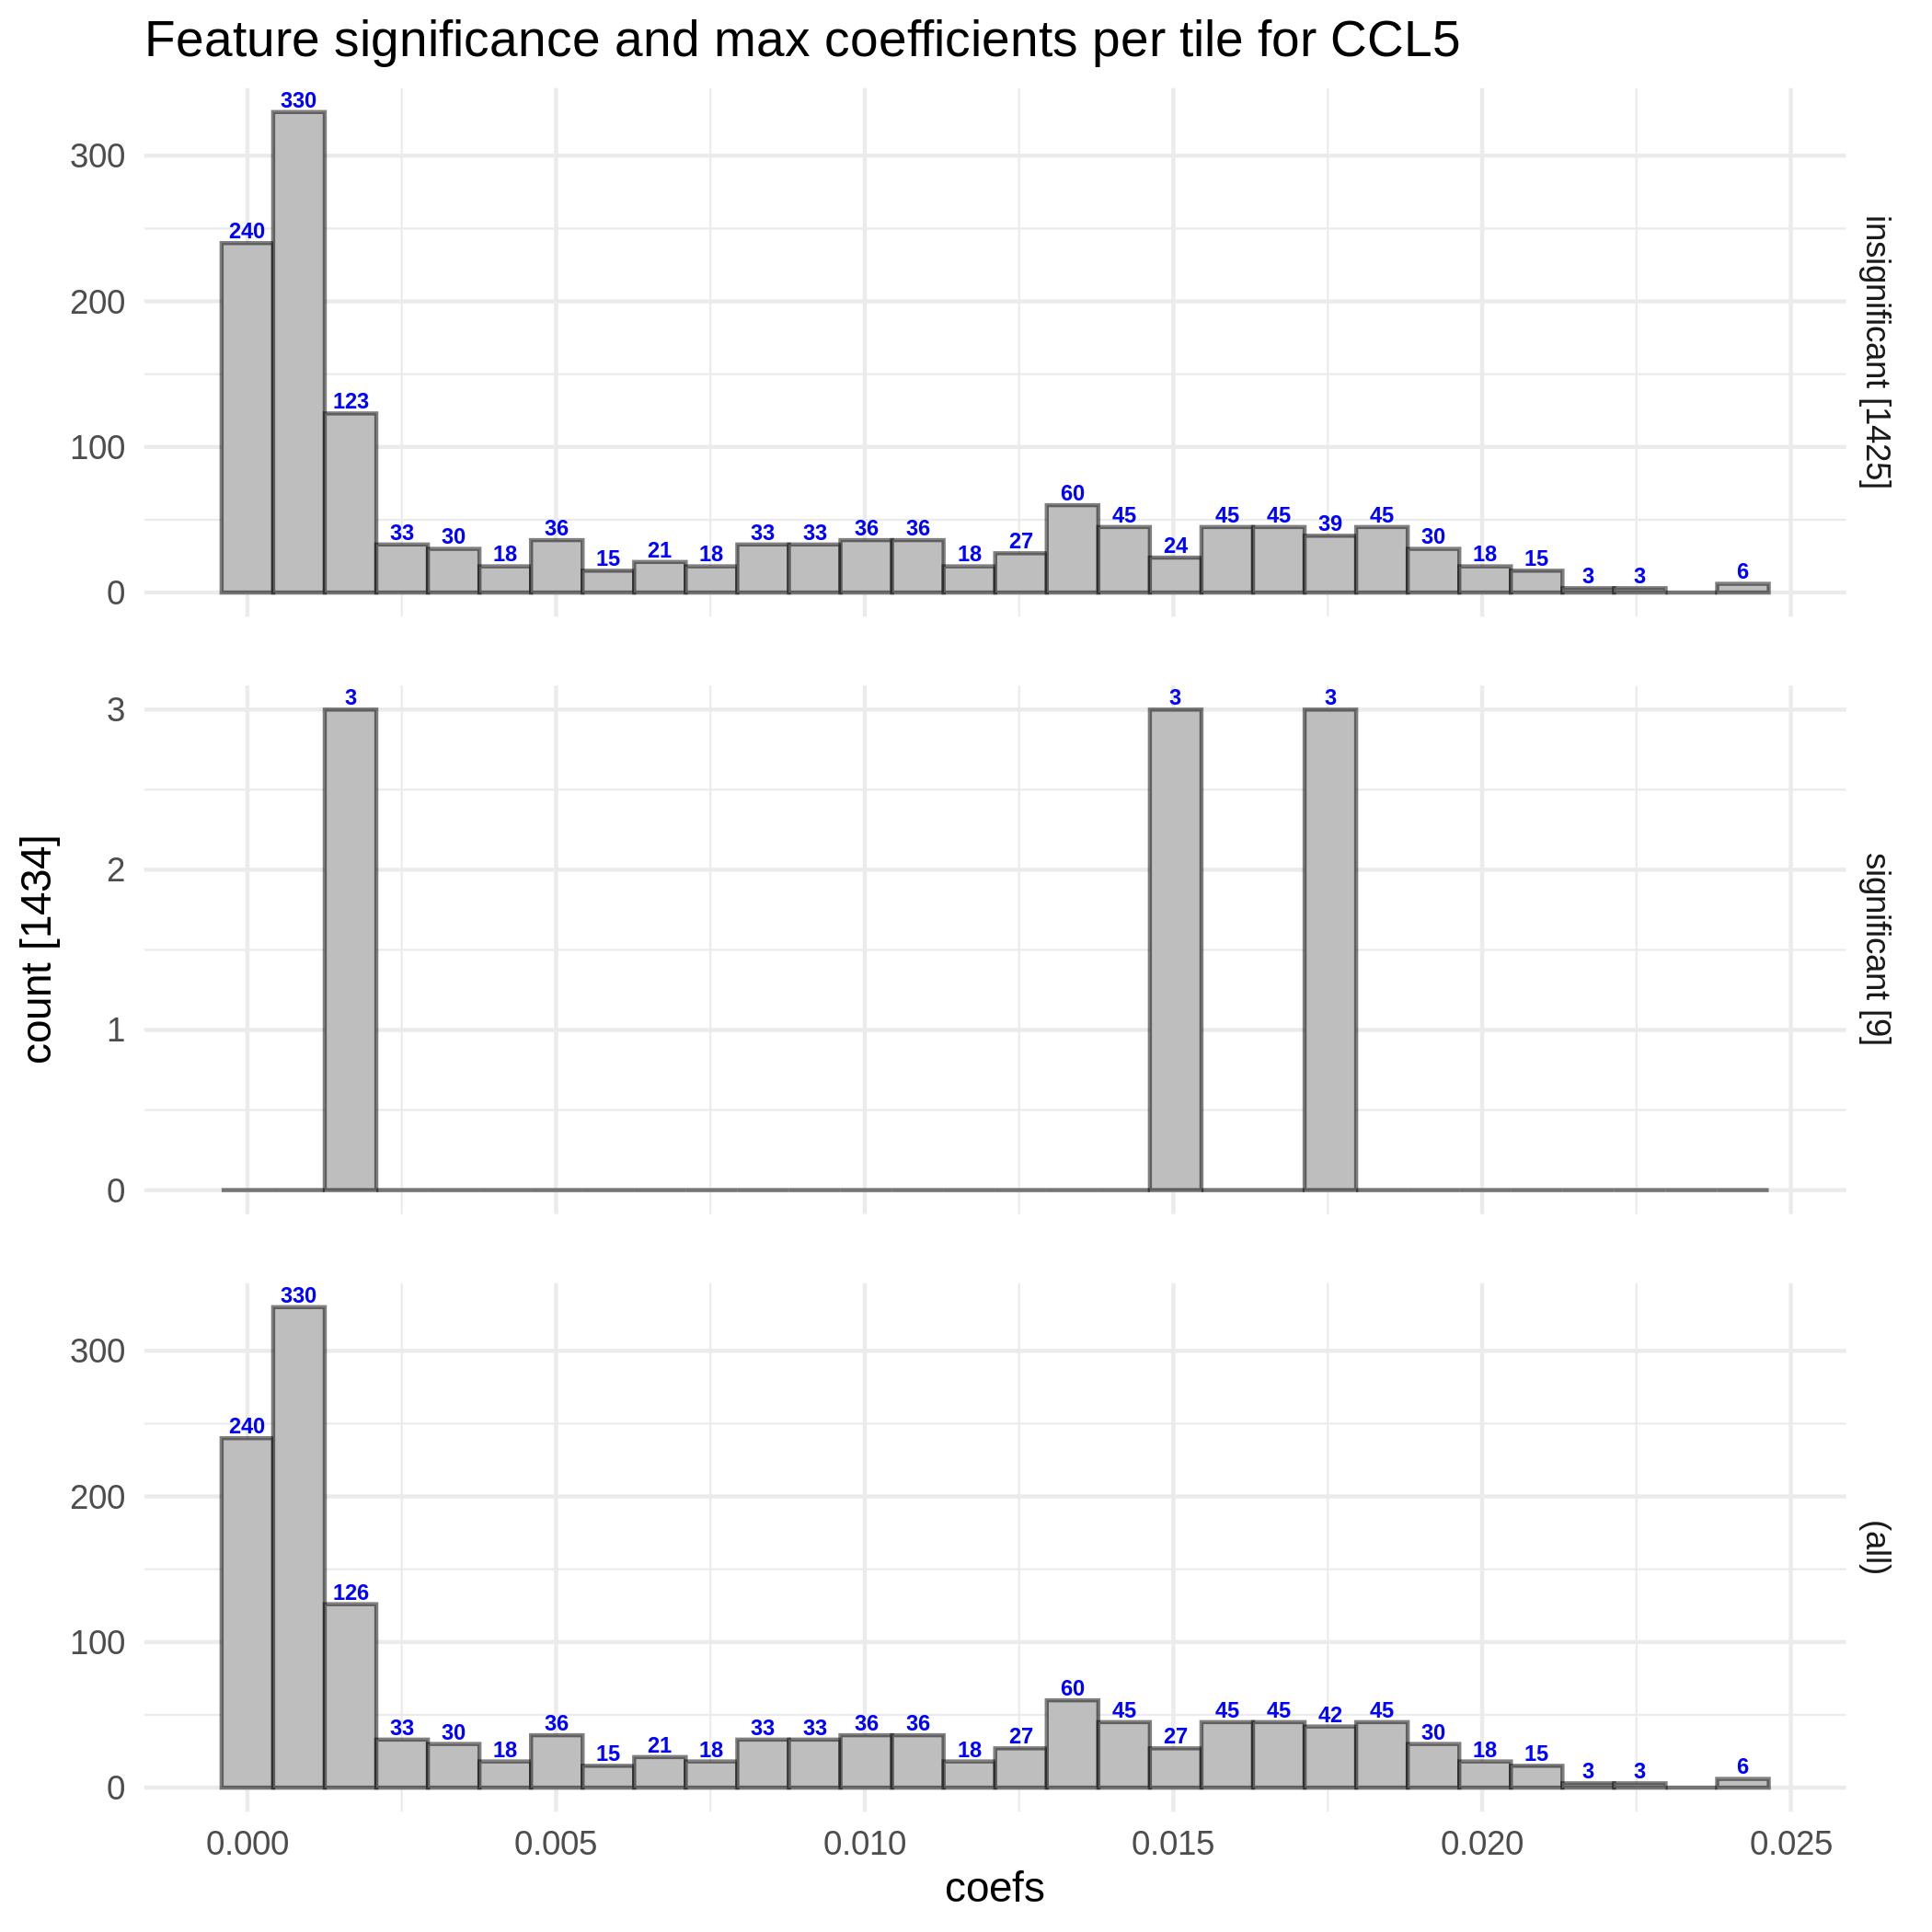 Feature significance and max coefficients per tile for CCL5
330
300
240
200
123
100
33 30 18 36 15 21 18 33 33 36 36 18 27 60 45 24 45 45 39 45 30 18 15 3 3 6
0
insignificant [1425]
3 3 3
3
2
1
0
significant [9]
count [1434]
330
300
240
200
126
100
33 30 18 36 15 21 18 33 33 36 36 18 27 60 45 27 45 45 42 45 30 18 15 3 3 6
0
(all)
0.000 0.005 0.010 0.015 0.020 0.025
coefs